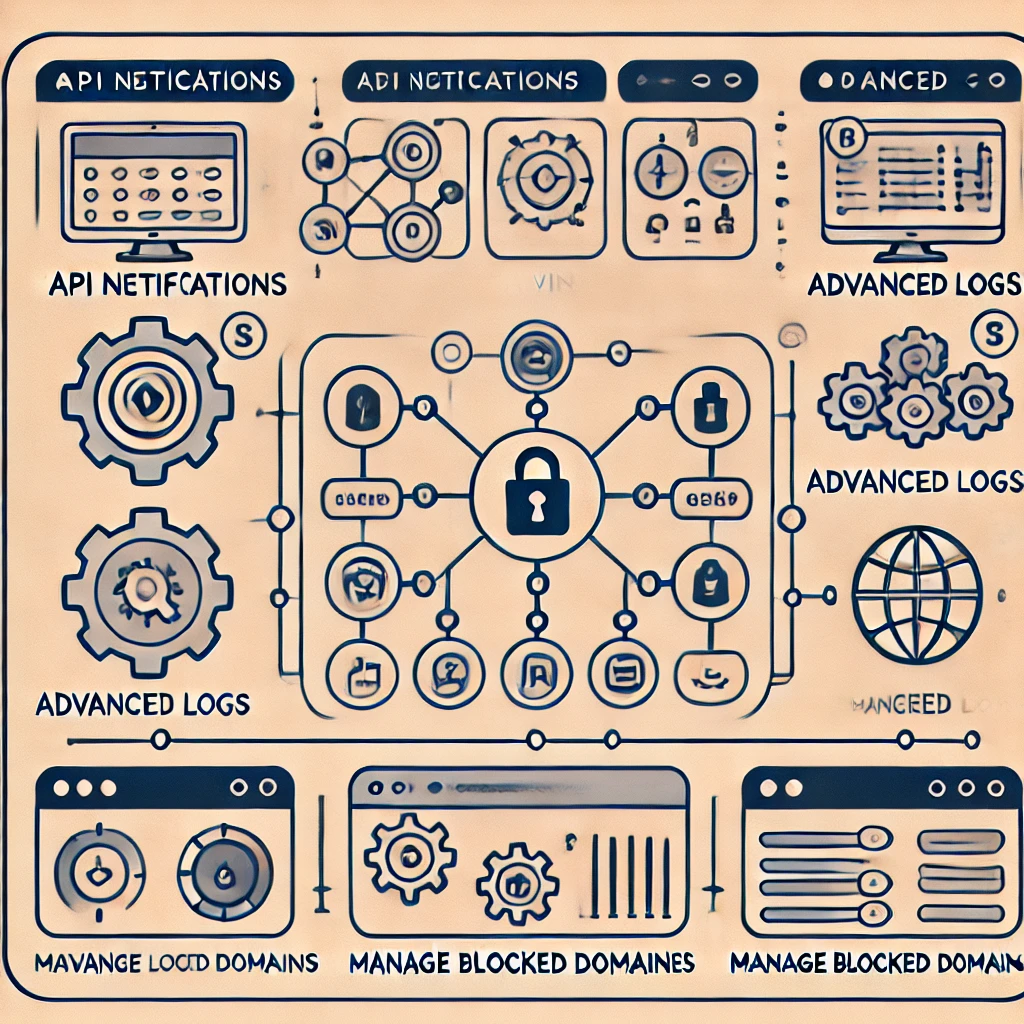 API NETICATIONS
ADI NGTICATIONS
DANCED
B
API NETIFCATIONS
VIN
ADVANCED LOGS
S
S
ADVANCED LOGS
ADVANCED LOGS
MANGEED
MAVANGE LOCD DOMAINS
MANAGE BLOCKED DOMAINES
MANAGE BLOCKED DOMAIN